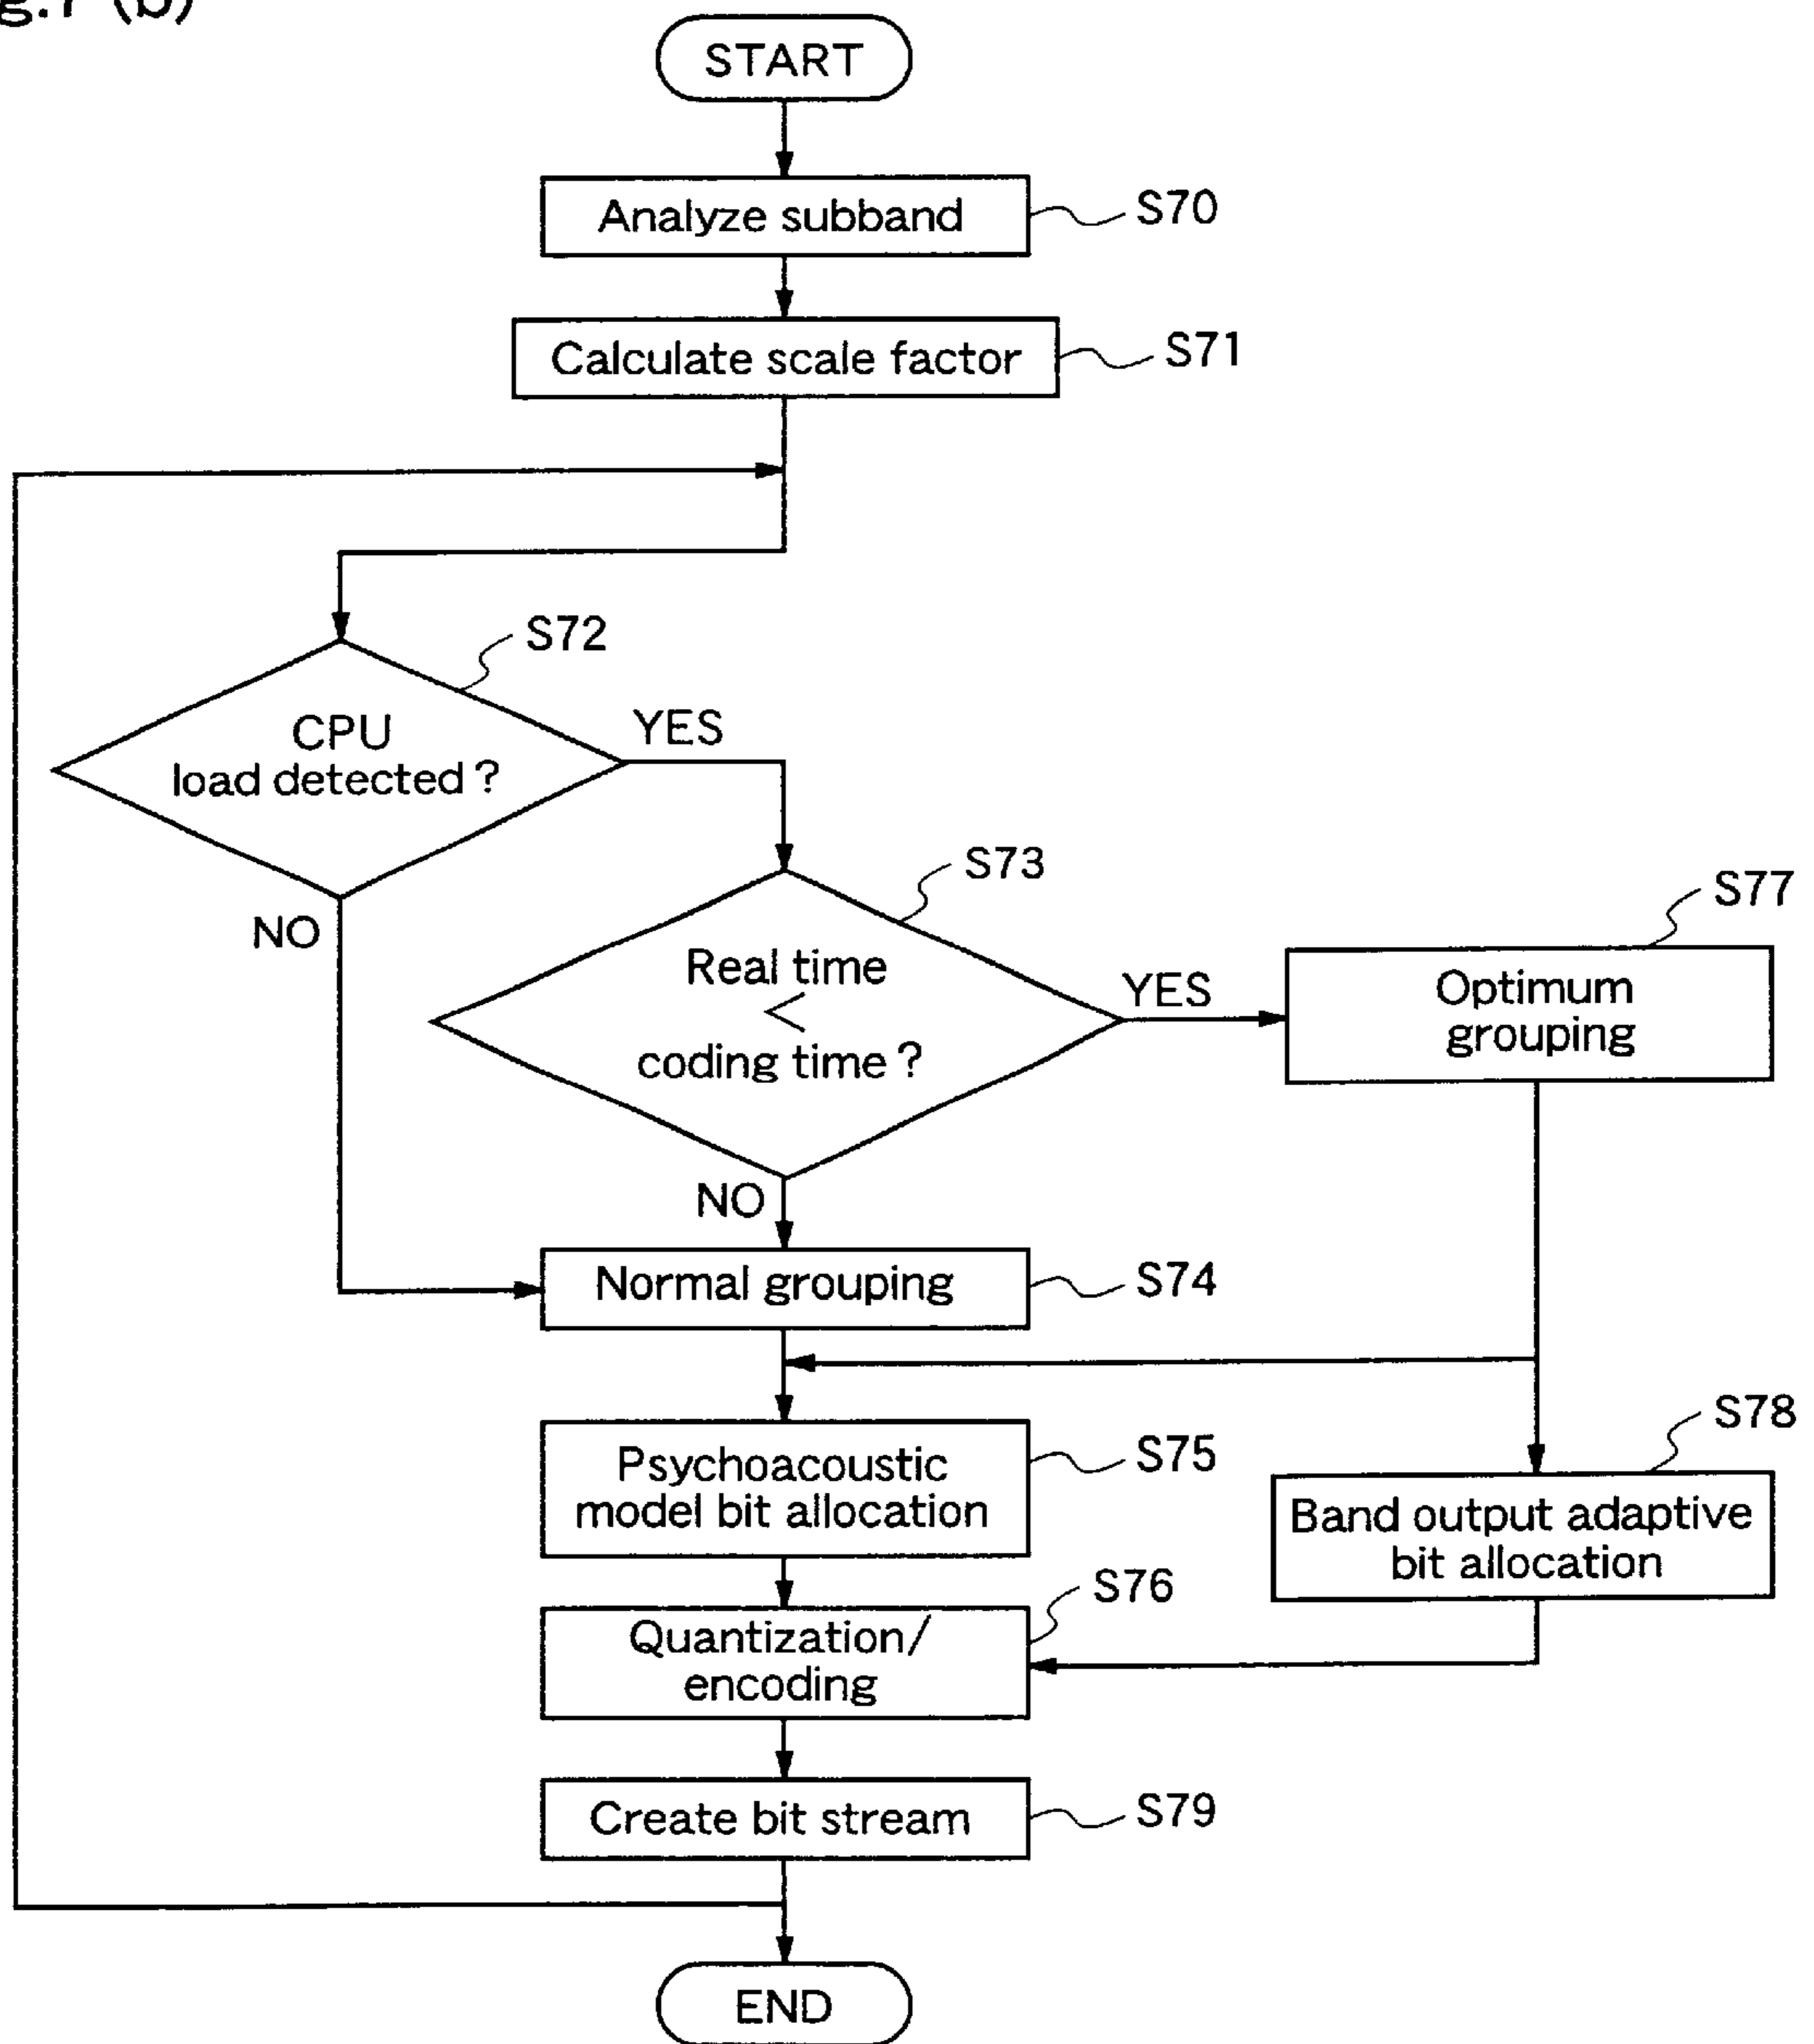 g.7 (b)
START
Analyze subband
S70
Calculate scale factor
S71
S72
CPU
load detected ?
YES
NO
S73
Real time
<
coding time ?
YES
NO
S77
Optimum
grouping
Normal grouping
S74
Psychoacoustic
model bit allocation
S75
S78
Band output adaptive
bit allocation
S76
Quantization/
encoding
Create bit stream
S79
END